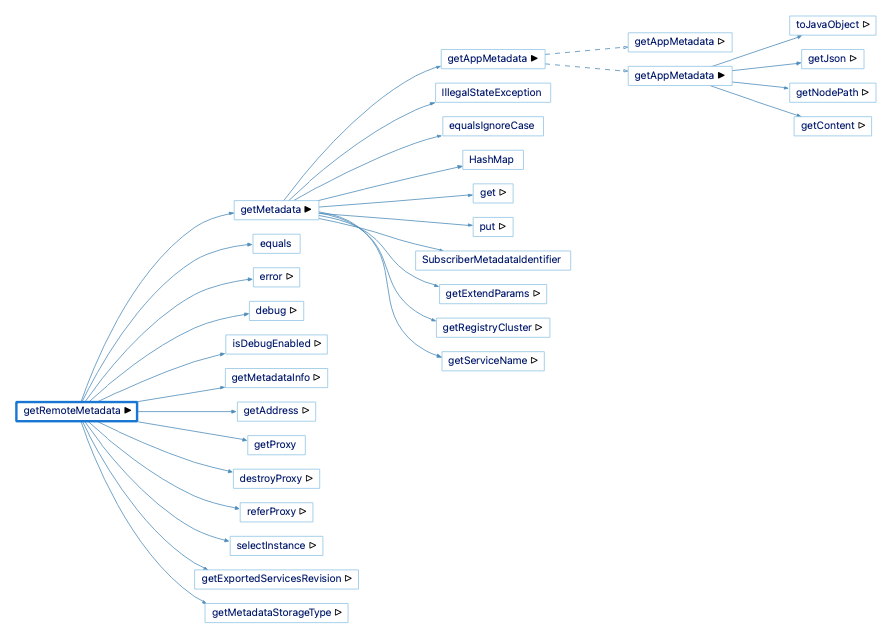 toJavaObject
getAppMetadata
getAppMetadata
getJson
getAppMetadata
IllegalStateException
getNodePath
equalsIgnoreCase
getContent
HashMap
get
getMetadata
put
equals
SubscriberMetadataIdentifier
error
getExtendParams
debug
getRegistryCluster
isDebugEnabled
getServiceName
getMetadataInfo
getRemoteMetadata
getAddress
getProxy
destroyProxy
referProxy
selectInstance
getExportedServicesRevision
getMetadataStorageType